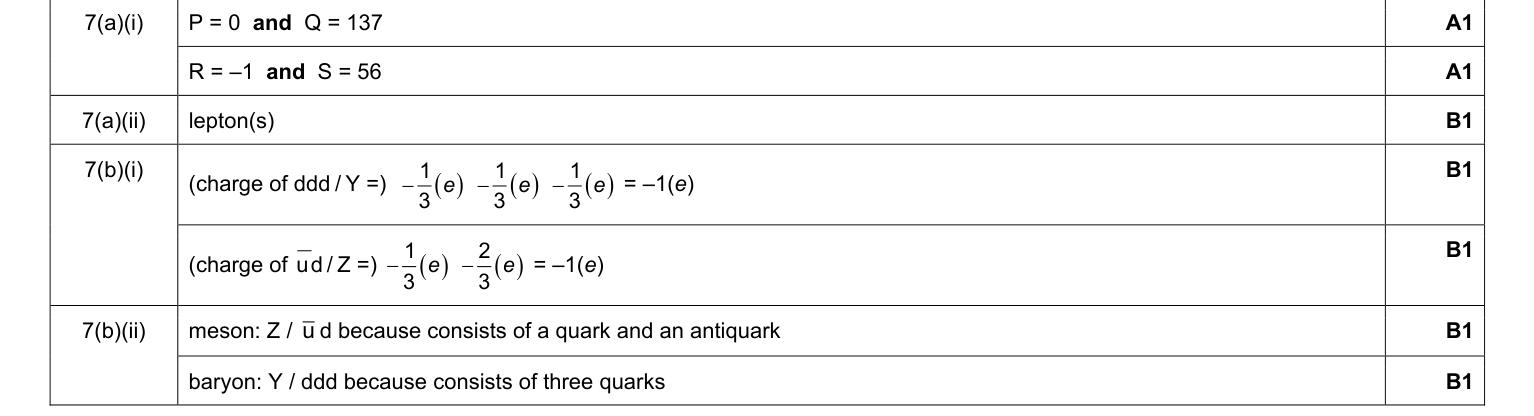 7(a)(i) P = 0 and Q = 137 A1
R = –1 and S = 56 A1
7(a)(ii) lepton(s) B1
7(b)(i) (charge of ddd / Y =) −1/3(e) −1/3(e) −1/3(e) = –1(e) B1
(charge of u̅d / Z =) −1/3(e) −2/3(e) = –1(e) B1
7(b)(ii) meson: Z / u̅ d because consists of a quark and an antiquark B1
baryon: Y / ddd because consists of three quarks B1